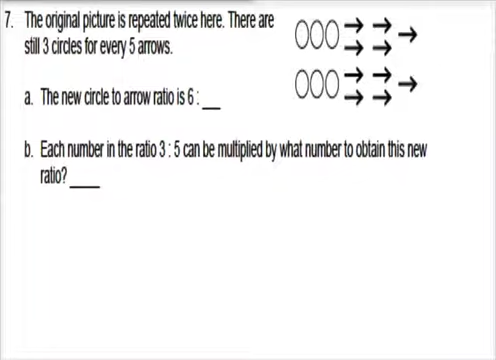 7. The original picture is repeated twice here. There are
still 3 circles for every 5 arrows.
a. The new circle to arrow ratio is 6 : __
b. Each number in the ratio 3 : 5 can be multiplied by what number to obtain this new
ratio? ____